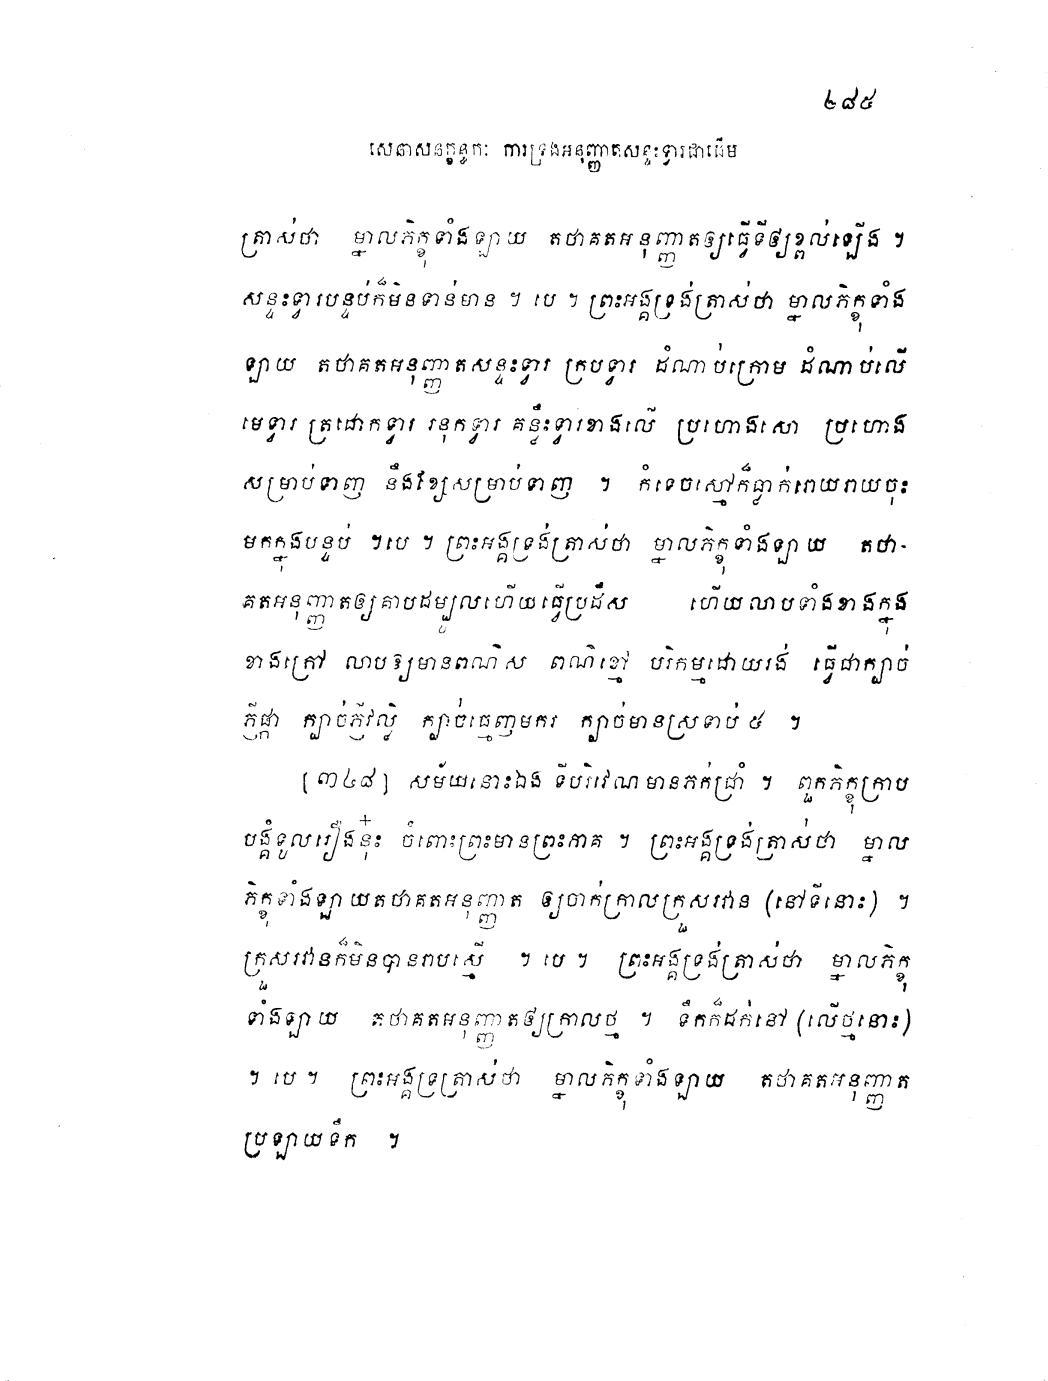 ២៨៥
សេនាសនក្ខន្ធកៈ ការទ្រង់អនុញ្ញាតសន្ទះទ្វារជាដើម
ត្រាស់ថា ម្នាលភិក្ខុទាំងឡាយ តថាគតអនុញ្ញាតឲ្យធ្វើទីឲ្យខ្ពស់ឡើង ។
សន្ទះទ្វារបន្ទប់ក៏មិនទាន់មាន ។ បេ ។ ព្រះអង្គទ្រង់ត្រាស់ថា ម្នាលភិក្ខុទាំង
ឡាយ តថាគតអនុញ្ញាតសន្ទះទ្វារ ក្របទ្វារ ដំណាប់ក្រោម ដំណាប់លើ
មេទ្វារ ត្រដោកទ្វារ រនុកទ្វារ គន្លឹះទ្វារខាងលើ ប្រហោងសោ ប្រហោង
សម្រាប់ទាញ នឹងខ្សែសម្រាប់ទាញ ។ កំទេចស្មៅក៏ធ្លាក់រោយរាយចុះ
មកក្នុងបន្ទប់ ។បេ ។ ព្រះអង្គទ្រង់ត្រាស់ថា ម្នាលភិក្ខុទាំងឡាយ តថា-
គតអនុញ្ញាតឲ្យគាបដម្បូលហើយធ្វើប្រដឹស ហើយលាបទាំងខាងក្នុង
ខាងក្រៅ លាបឱ្យមានពណ៌ស ពណ៌ខ្មៅ បរិកម្មដោយរង់ ធ្វើជាក្បាច់
ភ្ញីផ្កា ក្បាច់ភ្ញីវល្លិ ក្បាច់ធ្មេញមករ ក្បាច់មានស្រទាប់ ៥ ។
[៣៤៨] សម័យនោះឯង ទីបរិវេណមានភក់ជ្រាំ ។ ពួកភិក្ខុក្រាប
បង្គំទូលរឿងនុ៎ះ ចំពោះព្រះមានព្រះភាគ ។ ព្រះអង្គទ្រង់ត្រាស់ថា ម្នាល
ភិក្ខុទាំងឡាយតថាគតអនុញ្ញាត ឲ្យចាក់ក្រាលក្រួសរវាន (នៅទីនោះ) ។
ក្រួសរវានក៏មិនបានរាបស្មើ ។ បេ ។ ព្រះអង្គទ្រង់ត្រាស់ថា ម្នាលភិក្ខុ
ទាំងឡាយ តថាគតអនុញ្ញាតឲ្យក្រាលថ្ម ។ ទឹកក៏ដក់នៅ (លើថ្មនោះ)
។ បេ ។ ព្រះអង្គទ្រត្រាស់ថា ម្នាលភិក្ខុទាំងឡាយ តថាគតអនុញ្ញាត
ប្រឡាយទឹក ។